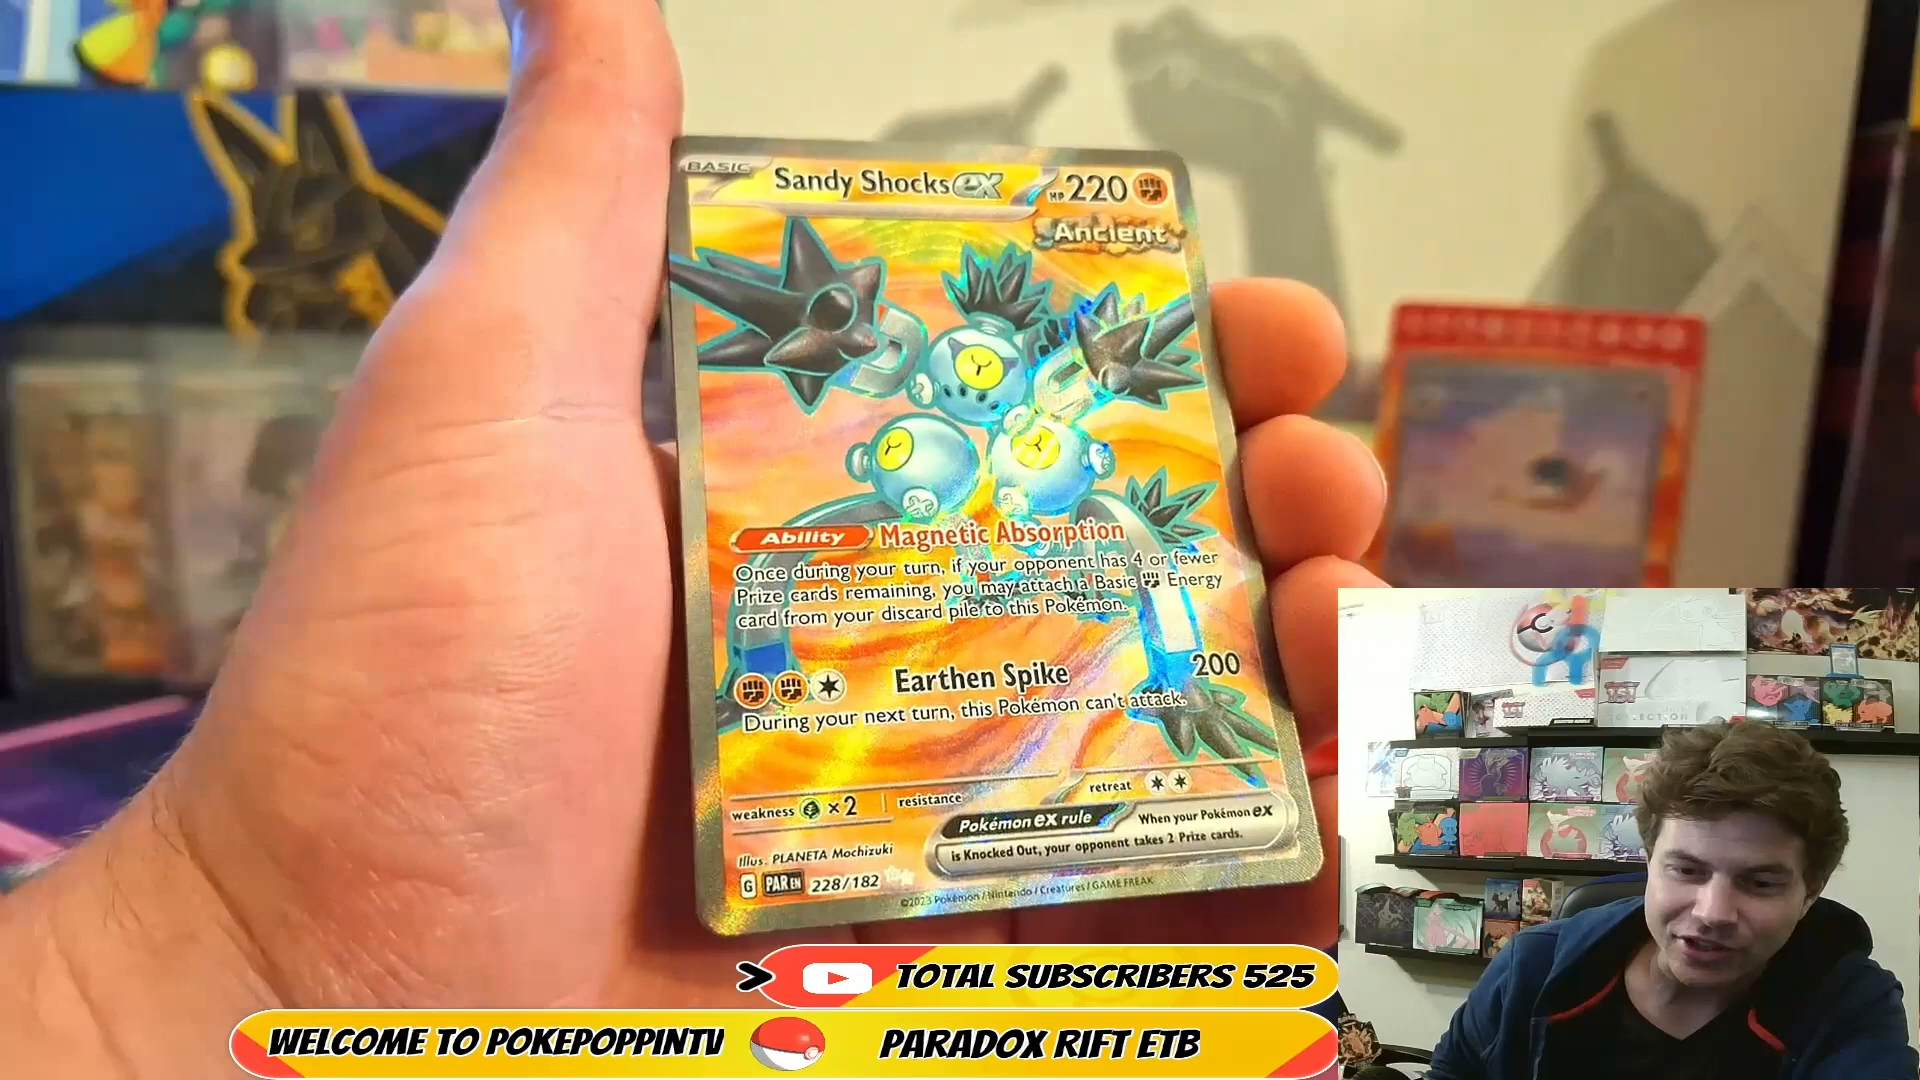 BASIC
Sandy Shocks ex
HP 220
Ancient
Ability Magnetic Absorption
Once during your turn, if your opponent has 4 or fewer
Prize cards remaining, you may attach a Basic Energy
card from your discard pile to this Pokémon.
Earthen Spike 200
During your next turn, this Pokémon can't attack.
weakness ×2 resistance retreat
Pokémon ex rule When your Pokémon ex
is Knocked Out, your opponent takes 2 Prize cards.
Illus. PLANETA Mochizuki
G PAR EN 228/182
©2023 Pokémon / Nintendo / Creatures / GAME FREAK
151
> TOTAL SUBSCRIBERS 525
WELCOME TO POKEPOPPINTV PARADOX RIFT ETB